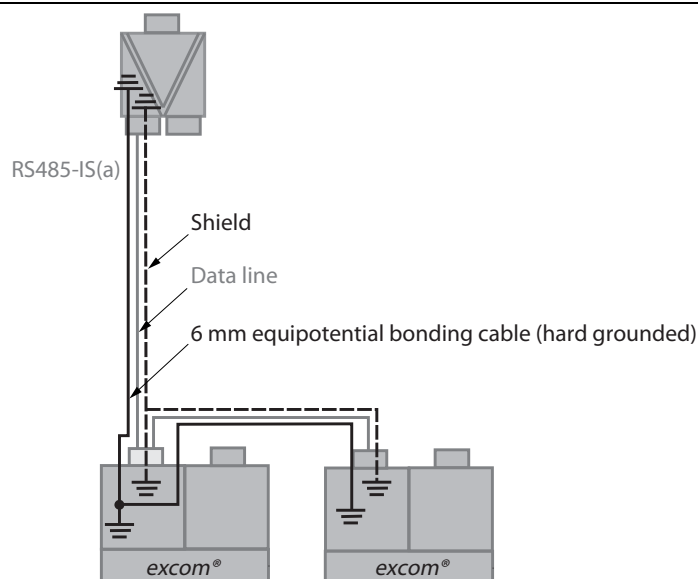 RS485-IS(a)
Shield
Data line
6 mm equipotential bonding cable (hard grounded)
excom®
excom®